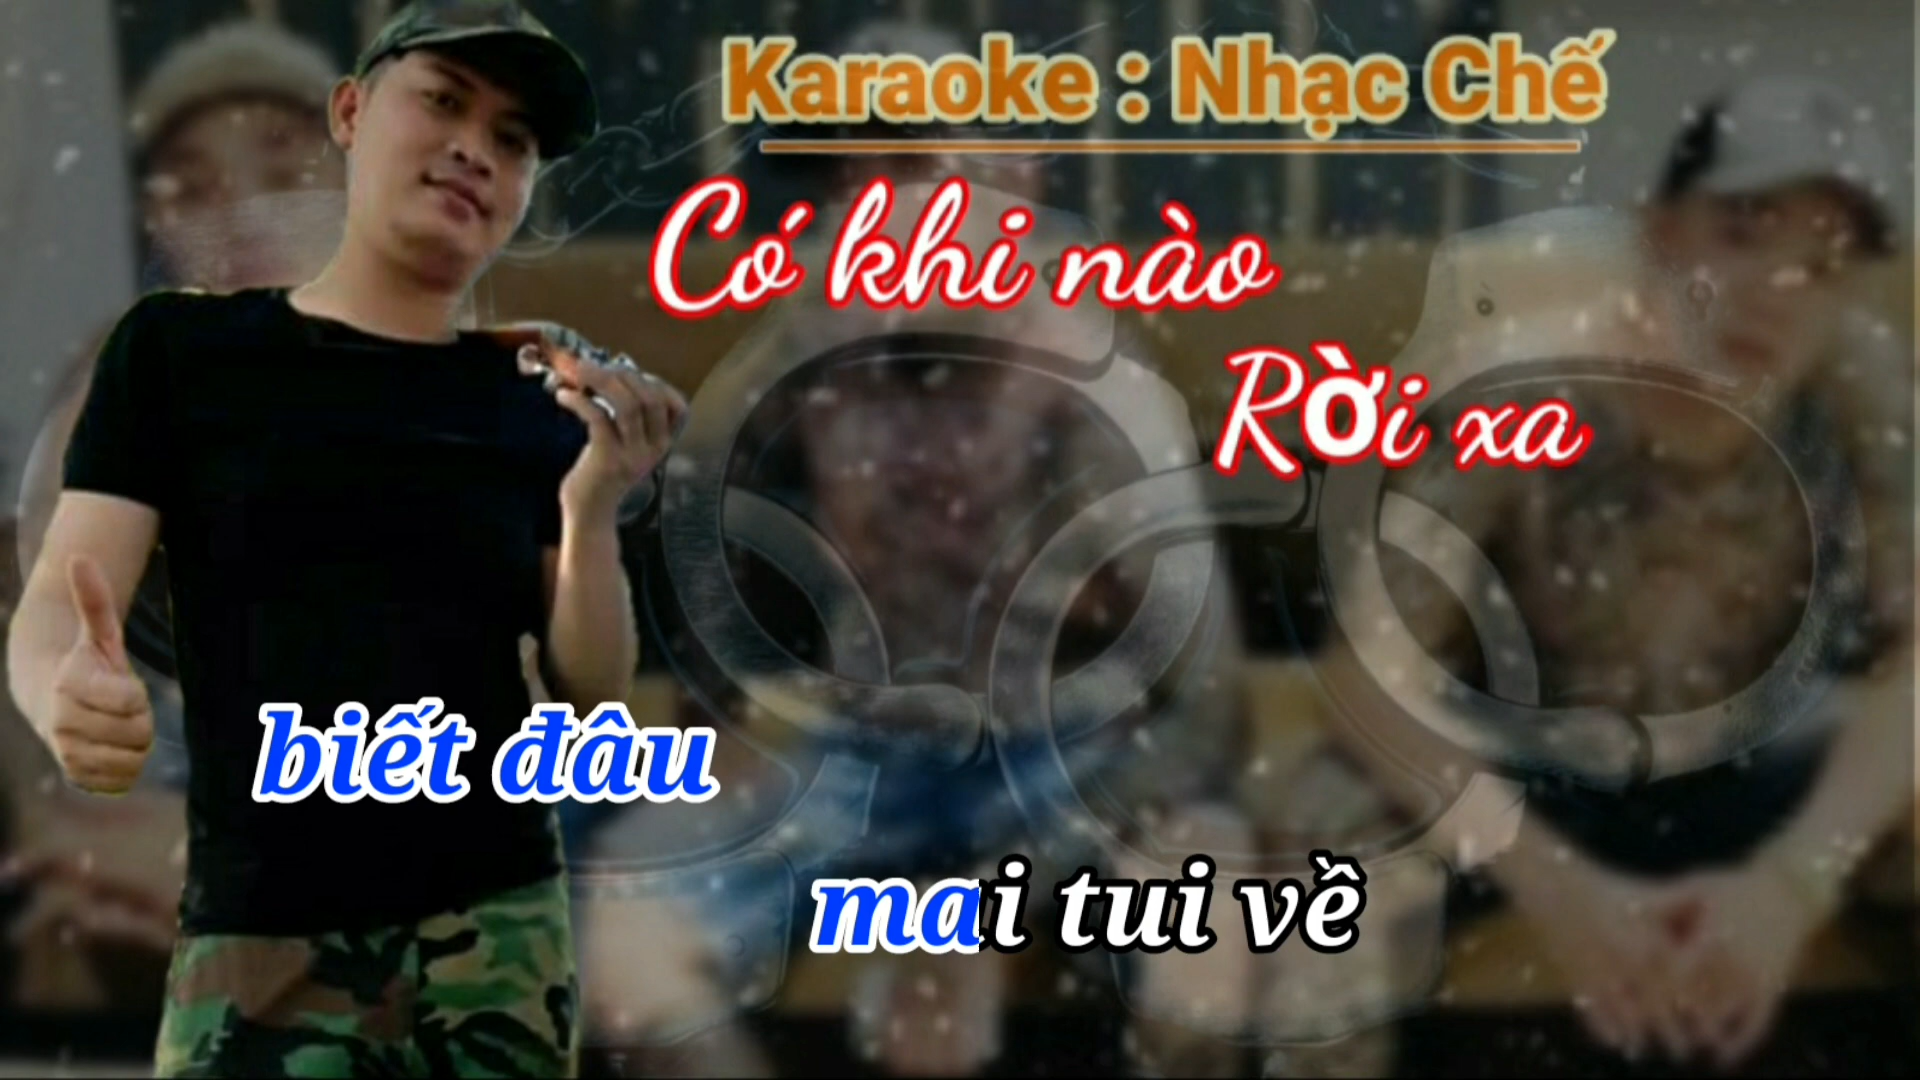 Karaoke : Nhạc Chế
Có khi nào
Rời xa
biết đâu
mai tui về